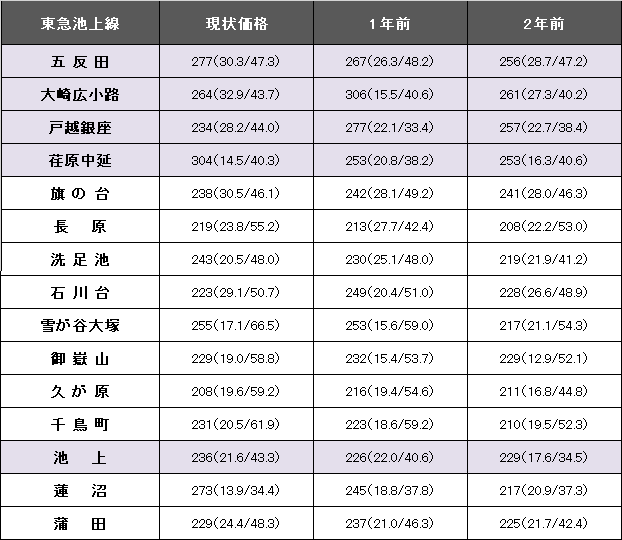 東急池上線 現状価格 1年前 2年前
五反田 277(30.3/47.3) 267(26.3/48.2) 256(28.7/47.2)
大崎広小路 264(32.9/43.7) 306(15.5/40.6) 261(27.3/40.2)
戸越銀座 234(28.2/44.0) 277(22.1/33.4) 257(22.7/38.4)
荏原中延 304(14.5/40.3) 253(20.8/38.2) 253(16.3/40.6)
旗の台 238(30.5/46.1) 242(28.1/49.2) 241(28.0/46.3)
長原 219(23.8/55.2) 213(27.7/42.4) 208(22.2/53.0)
洗足池 243(20.5/48.0) 230(25.1/48.0) 219(21.9/41.2)
石川台 223(29.1/50.7) 249(20.4/51.0) 228(26.6/48.9)
雪が谷大塚 255(17.1/66.5) 253(15.6/59.0) 217(21.1/54.3)
御嶽山 229(19.0/58.8) 232(15.4/53.7) 229(12.9/52.1)
久が原 208(19.6/59.2) 216(19.4/54.6) 211(16.8/44.8)
千鳥町 231(20.5/61.9) 223(18.6/59.2) 210(19.5/52.3)
池上 236(21.6/43.3) 226(22.0/40.6) 229(17.6/34.5)
蓮沼 273(13.9/34.4) 245(18.8/37.8) 217(20.9/37.3)
蒲田 229(24.4/48.3) 237(21.0/46.3) 225(21.7/42.4)